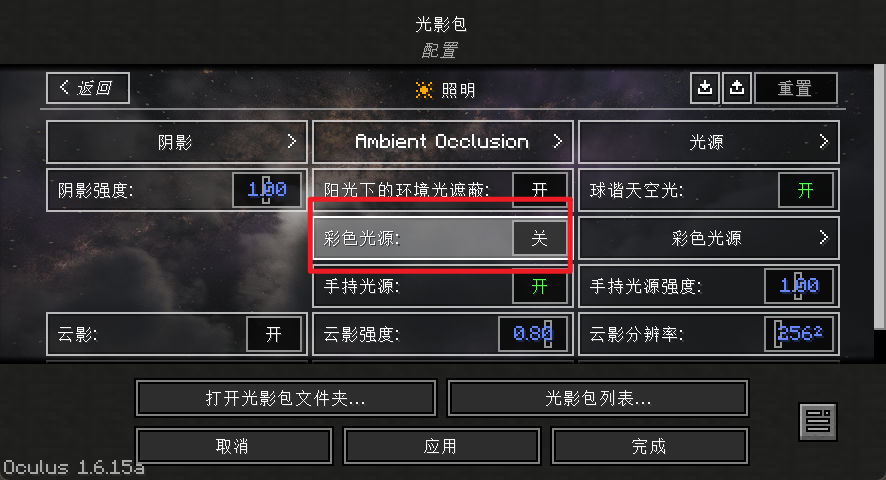 光影包
配置
返回
照明
重置
阴影
Ambient Occlusion
光源
阴影强度: 1.00
阳光下的环境光遮蔽: 开
球谐天空光: 开
彩色光源: 关
彩色光源
手持光源: 开
手持光源强度: 1.00
云影: 开
云影强度: 0.80
云影分辨率: 256²
打开光影包文件夹...
光影包列表...
取消
应用
完成
Oculus 1.6.15a